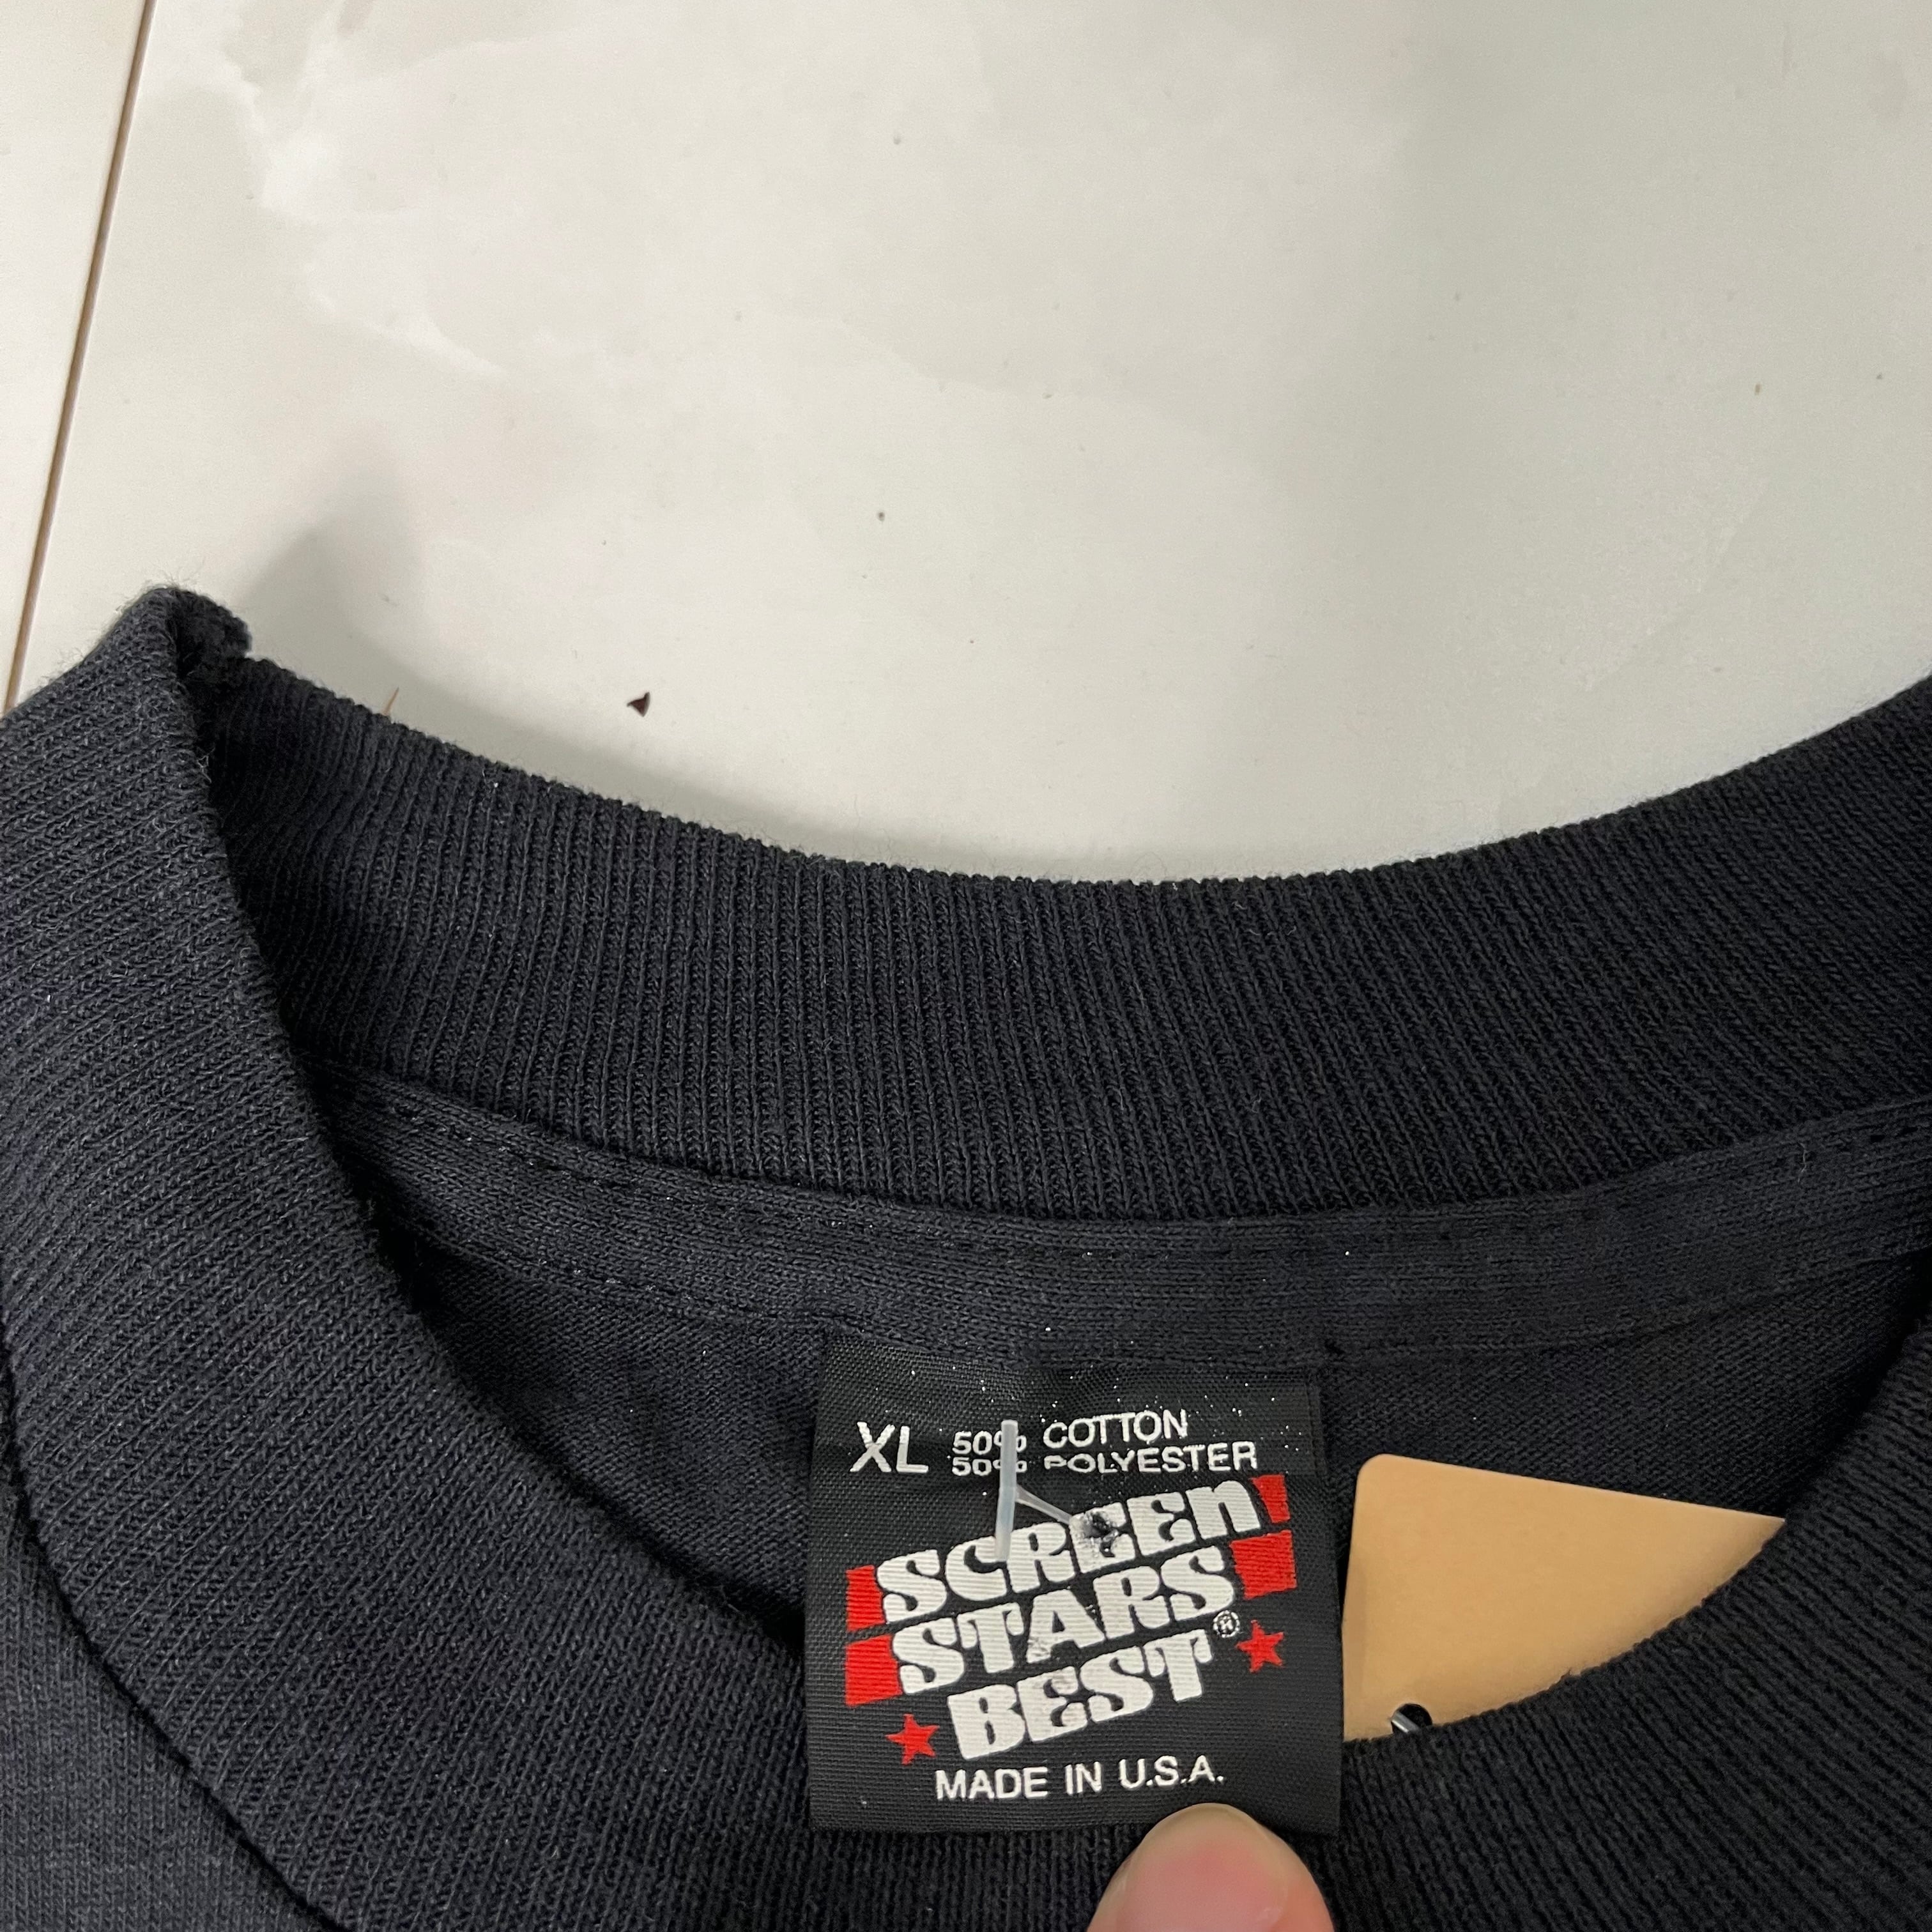 XL 50% COTTON
50% POLYESTER
SCREEN
STARS
BEST®
MADE IN U.S.A.